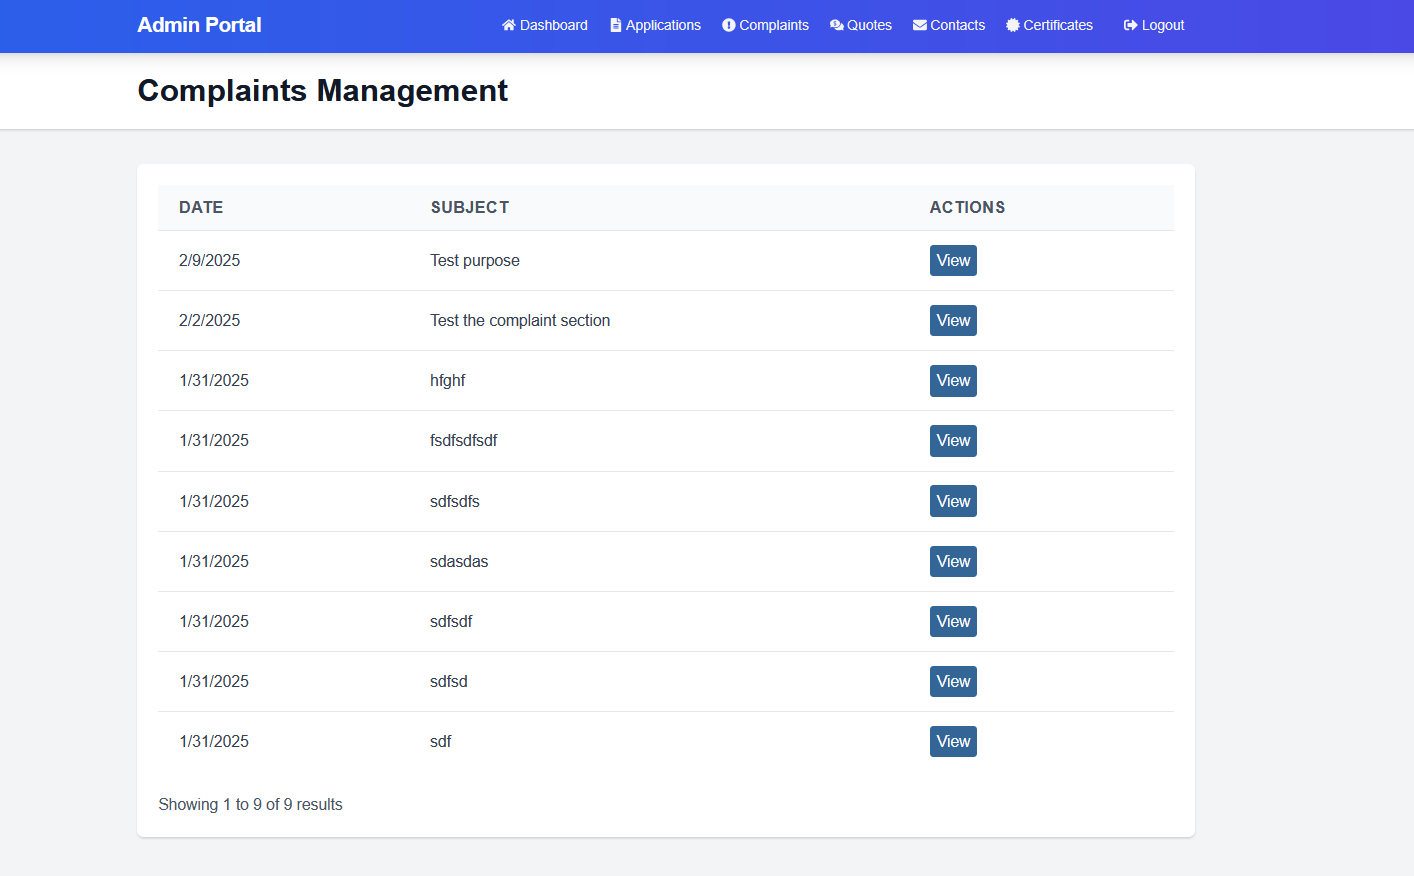 Admin Portal Dashboard Applications Complaints Quotes Contacts Certificates Logout
Complaints Management
DATE SUBJECT ACTIONS
2/9/2025 Test purpose View
2/2/2025 Test the complaint section View
1/31/2025 hfghf View
1/31/2025 fsdfsdfsdf View
1/31/2025 sdfsdfs View
1/31/2025 sdasdas View
1/31/2025 sdfsdf View
1/31/2025 sdfsd View
1/31/2025 sdf View
Showing 1 to 9 of 9 results